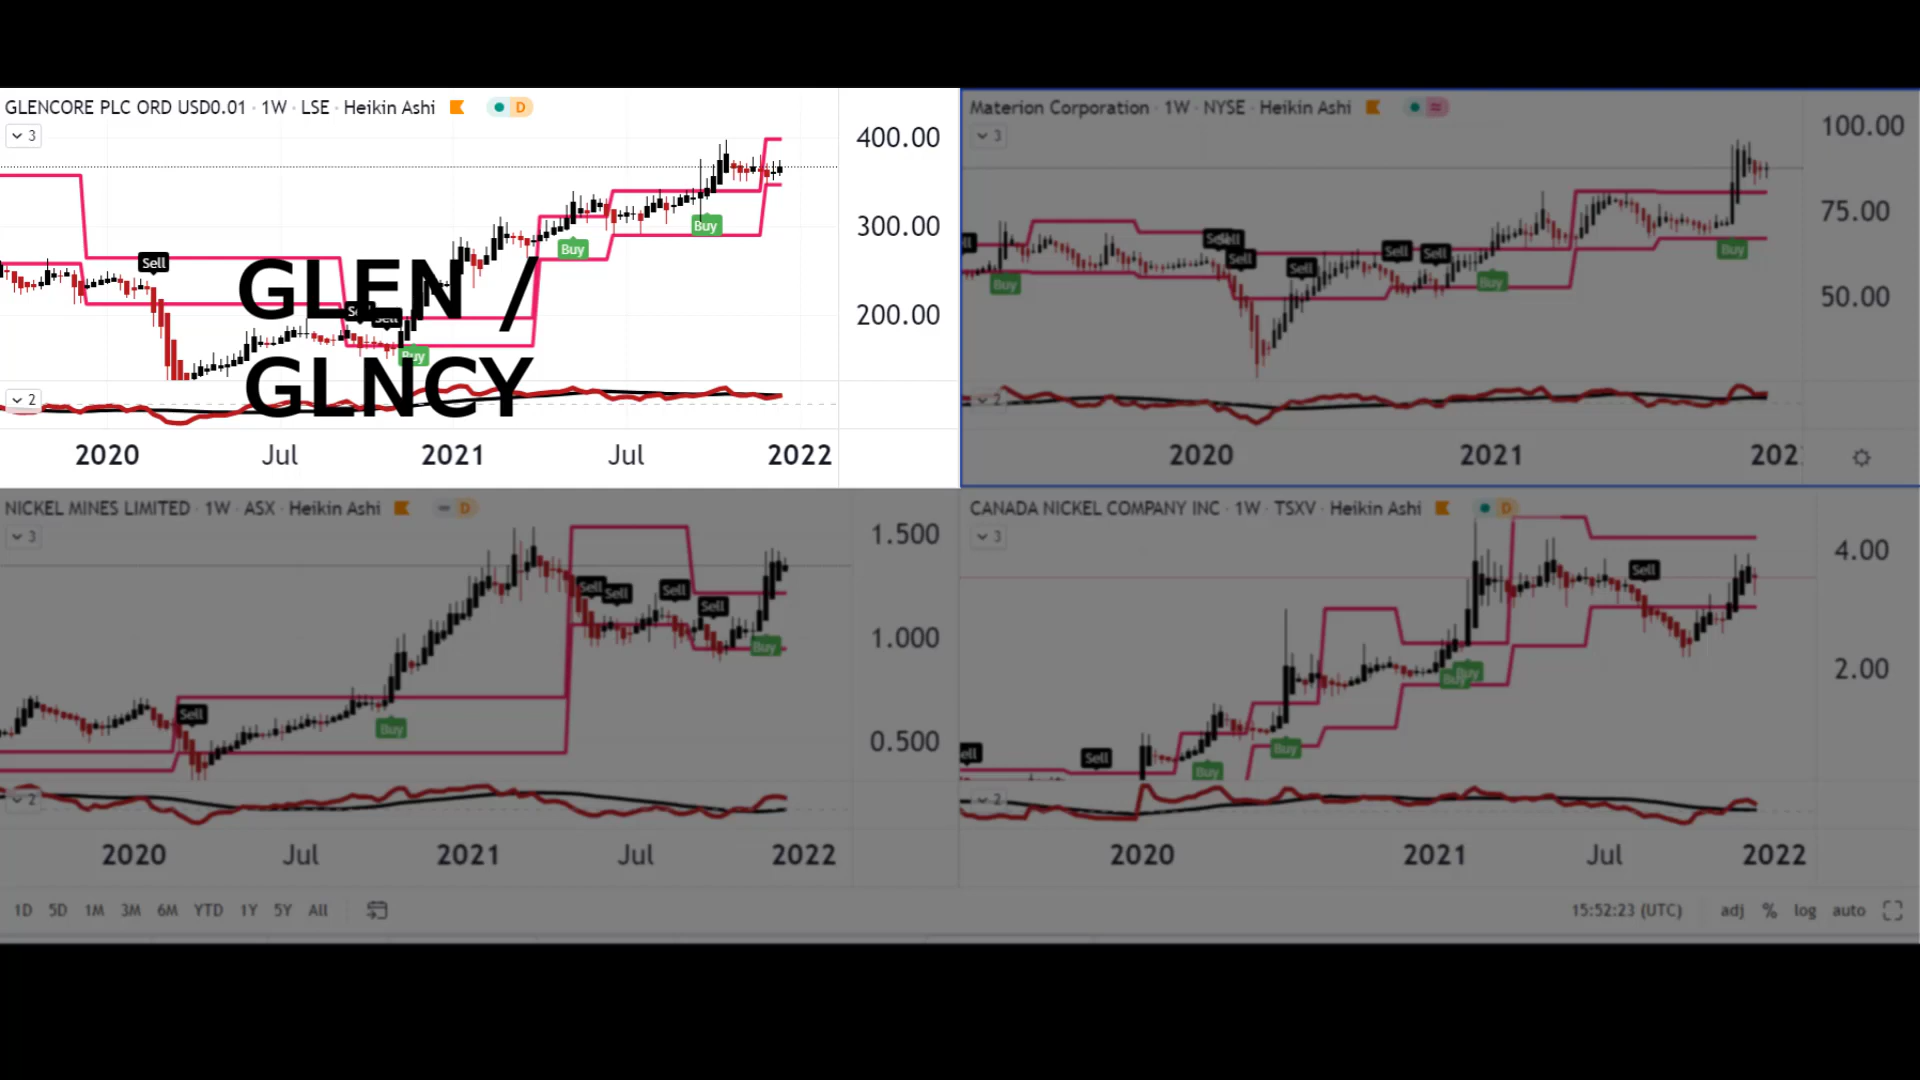 GLENCORE PLC ORD USD0.01 · 1W · LSE · Heikin Ashi D
3
400.00
300.00
200.00
Sell
Sell
Buy
Buy
Buy
GLEN /
GLNCY
2
2020 Jul 2021 Jul 2022
Materion Corporation · 1W · NYSE · Heikin Ashi
3
100.00
75.00
50.00
Sell
Sell
Sell
Sell
Sell
Buy
Buy
Buy
2
2020 2021
NICKEL MINES LIMITED · 1W · ASX · Heikin Ashi D
3
1.500
1.000
0.500
Sell
Sell
Sell
Sell
Sell
Buy
Buy
2
2020 Jul 2021 Jul 2022
CANADA NICKEL COMPANY INC · 1W · TSXV · Heikin Ashi D
3
4.00
2.00
Sell
Sell
Buy
Buy
Buy
2
2020 2021 Jul 2022
1D 5D 1M 3M 6M YTD 1Y 5Y All 15:52:23 (UTC) adj % log auto